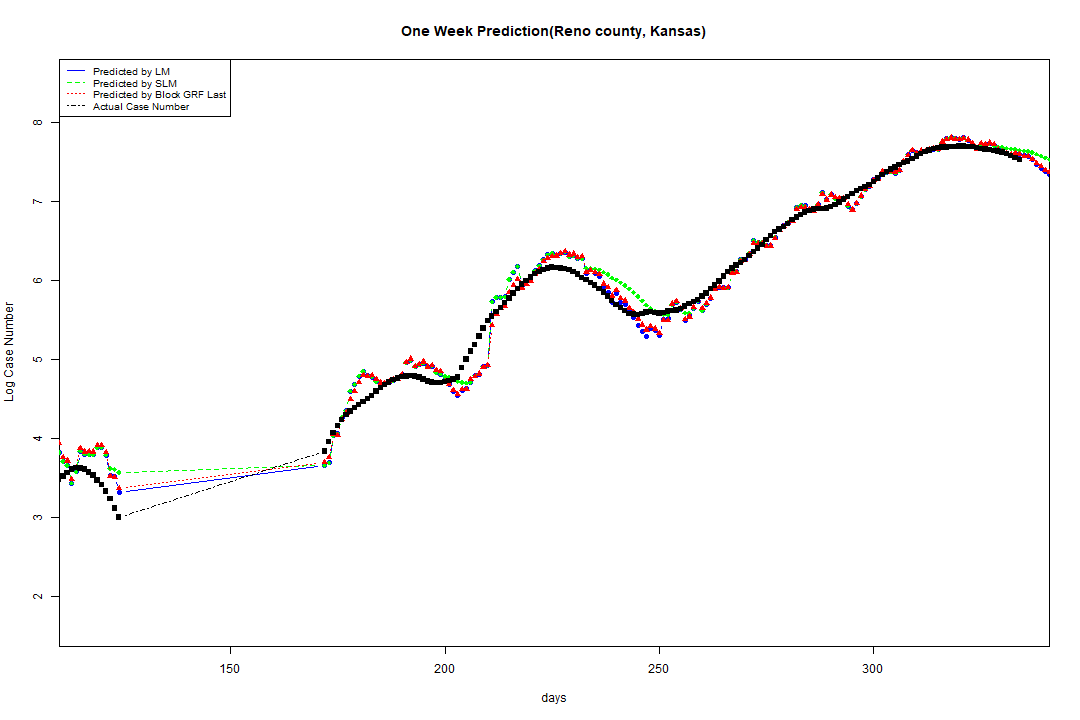 One Week Prediction(Reno county, Kansas)
Predicted by LM
Predicted by SLM
Predicted by Block GRF Last
Actual Case Number
Log Case Number
8
7
6
5
4
3
2
150 200 250 300
days